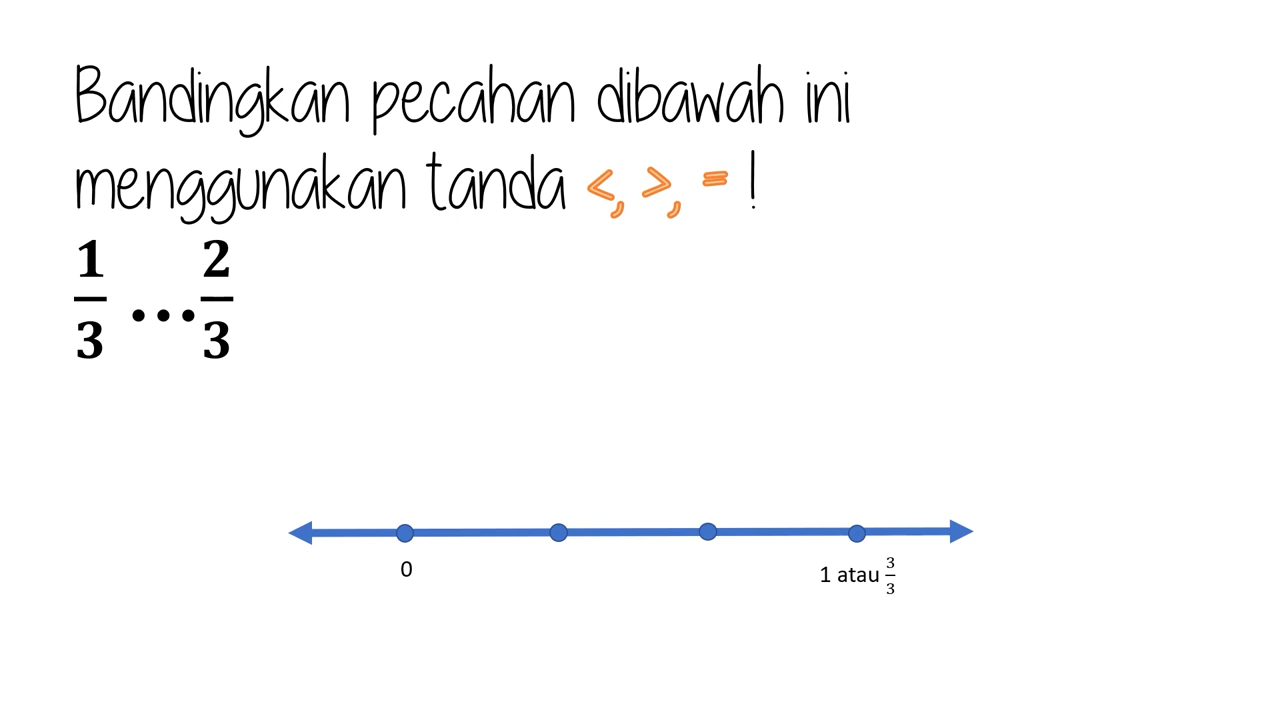 Bandingkan pecahan dibawah ini
menggunakan tanda <, >, = !
1/3 ... 2/3
0
1 atau 3/3